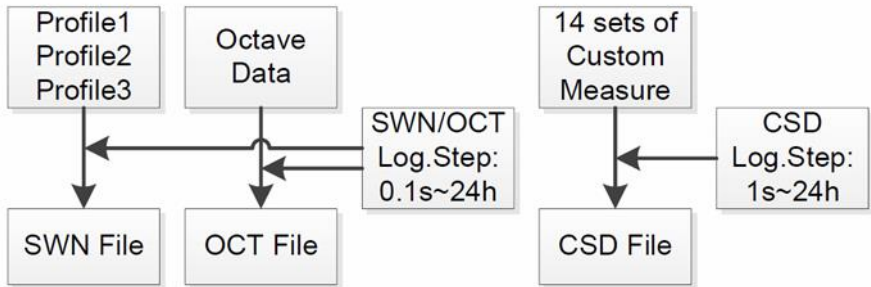 Profile1
Profile2
Profile3
Octave
Data
14 sets of
Custom
Measure
SWN/OCT
Log.Step:
0.1s~24h
CSD
Log.Step:
1s~24h
SWN File
OCT File
CSD File